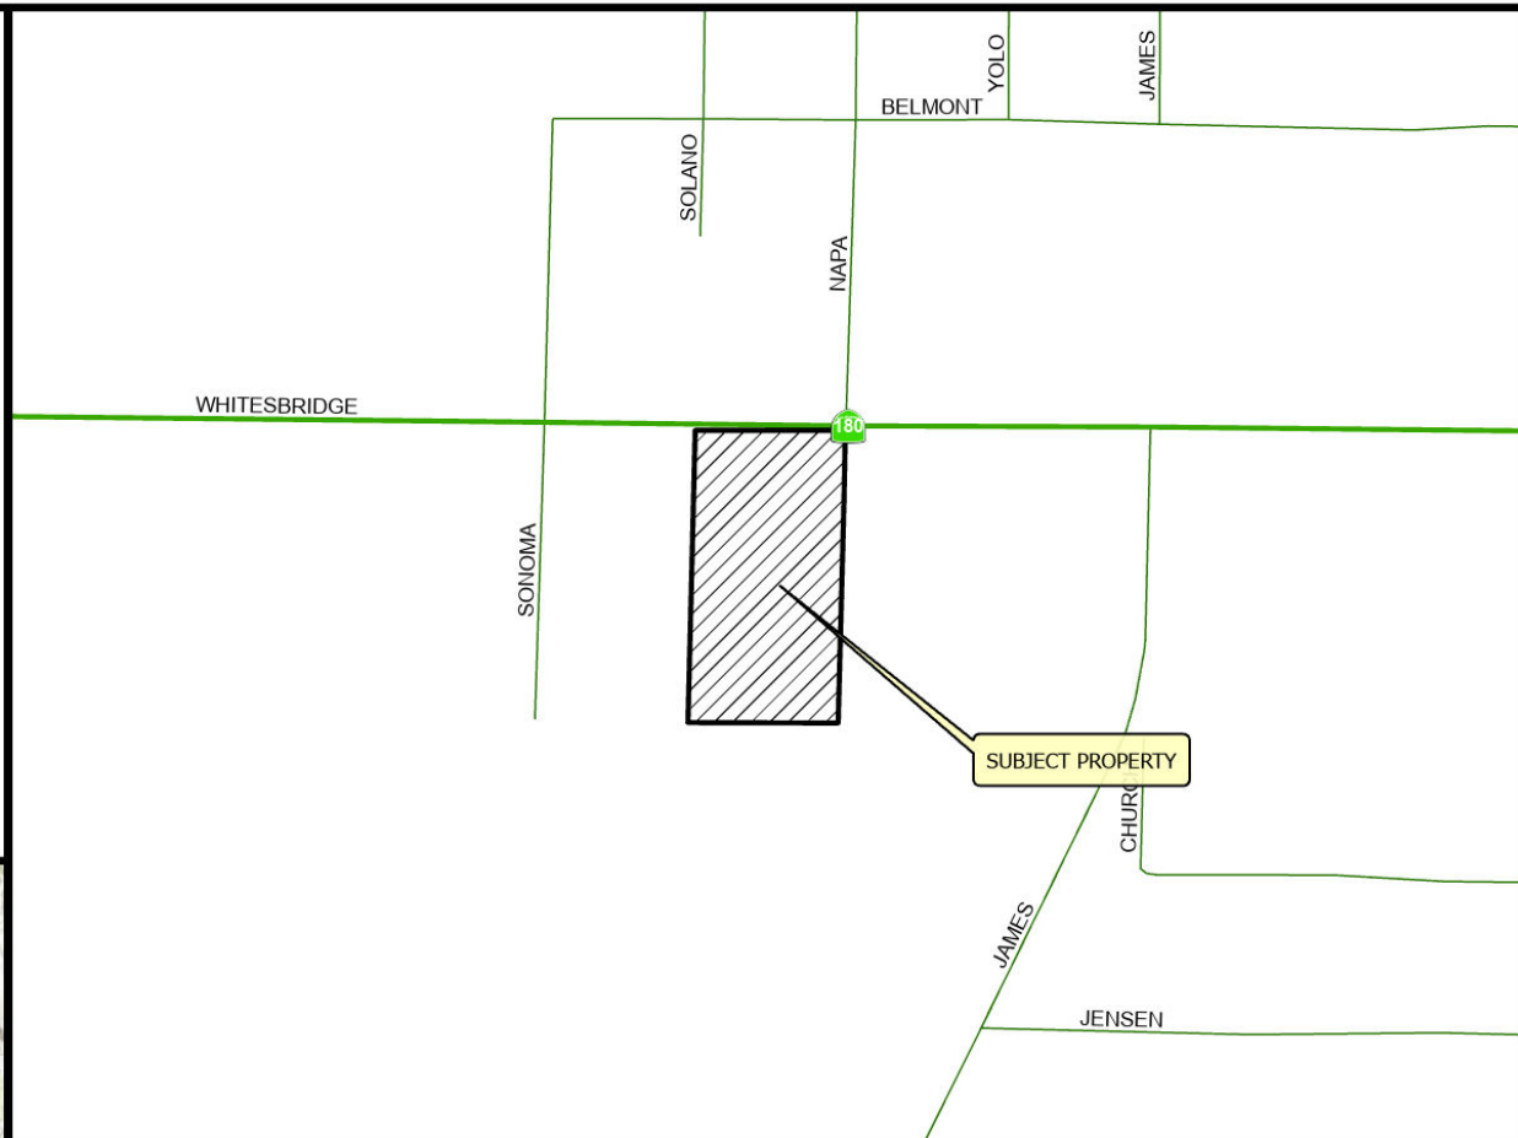 YOLO
JAMES
BELMONT
SOLANO
NAPA
WHITESBRIDGE
180
SONOMA
SUBJECT PROPERTY
JAMES
JENSEN